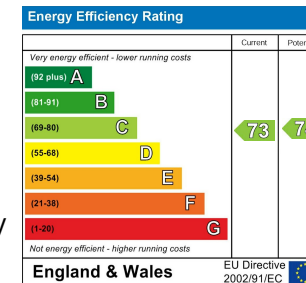 Energy Efficiency Rating
Current
Very energy efficient - lower running costs
(92 plus) A
(81-91) B
(69-80) C 73
(55-68) D
(39-54) E
(21-38) F
(1-20) G
Not energy efficient - higher running costs
England & Wales
EU Directive
2002/91/EC